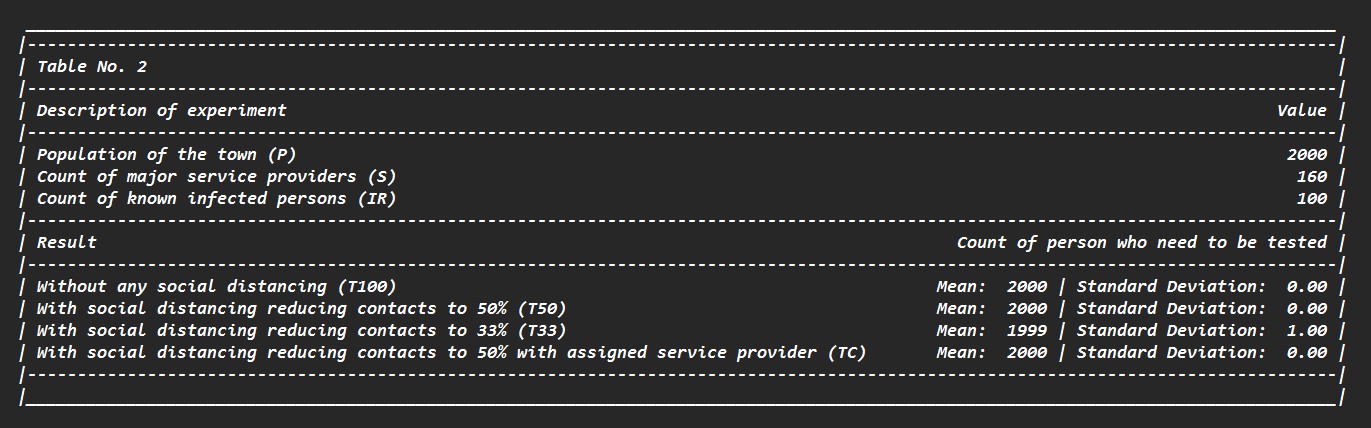 Table No. 2
Description of experiment Value
Population of the town (P) 2000
Count of major service providers (S) 160
Count of known infected persons (IR) 100
Result Count of person who need to be tested
Without any social distancing (T100) Mean: 2000 | Standard Deviation: 0.00
With social distancing reducing contacts to 50% (T50) Mean: 2000 | Standard Deviation: 0.00
With social distancing reducing contacts to 33% (T33) Mean: 1999 | Standard Deviation: 1.00
With social distancing reducing contacts to 50% with assigned service provider (TC) Mean: 2000 | Standard Deviation: 0.00